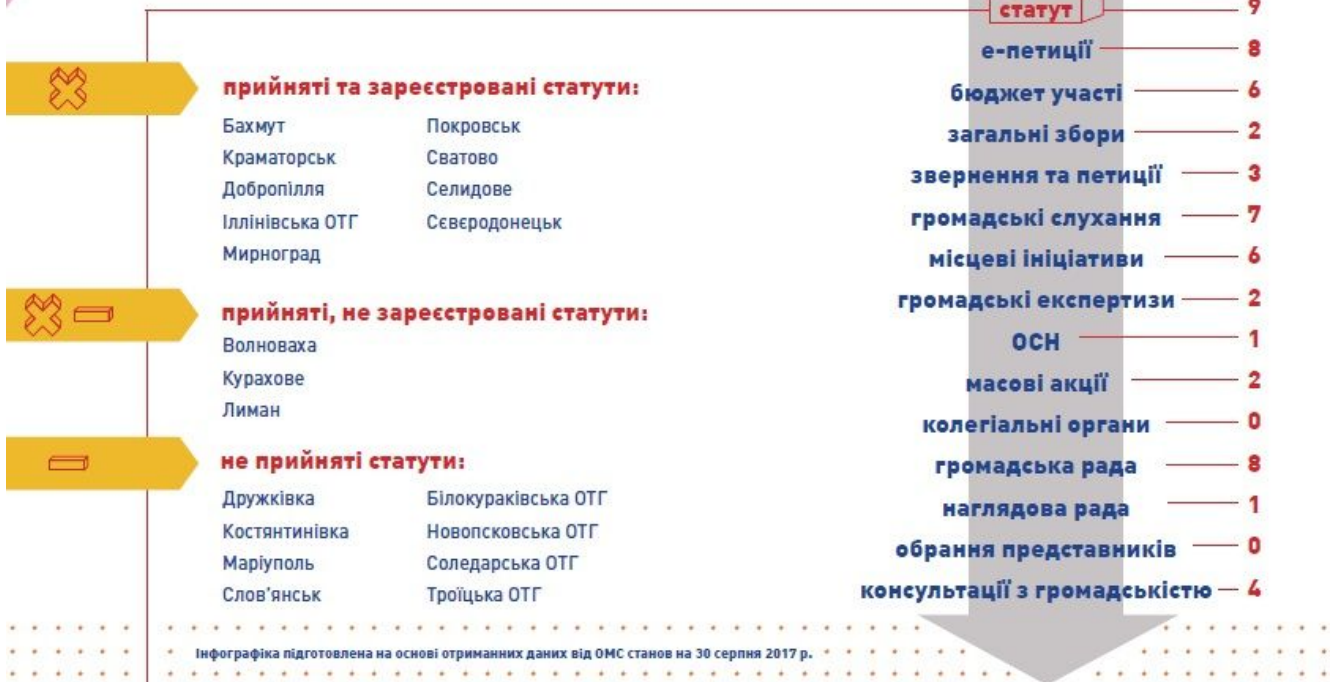 прийняті та зареєстровані статути:
Бахмут
Краматорськ
Добропілля
Іллінівська ОТГ
Мирноград
Покровськ
Сватово
Селидове
Сєвєродонецьк
прийняті, не зареєстровані статути:
Волноваха
Курахове
Лиман
не прийняті статути:
Дружківка
Костянтинівка
Маріуполь
Слов'янськ
Білокураківська ОТГ
Новопсковська ОТГ
Соледарська ОТГ
Троїцька ОТГ
статут 9
е-петиції 8
бюджет участі 6
загальні збори 2
звернення та петиції 3
громадські слухання 7
місцеві ініціативи 6
громадські експертизи 2
ОСН 1
масові акції 2
колегіальні органи 0
громадська рада 8
наглядова рада 1
обрання представників 0
консультації з громадськістю 4
Інфографіка підготовлена на основі отриманних даних від ОМС станов на 30 серпня 2017 р.